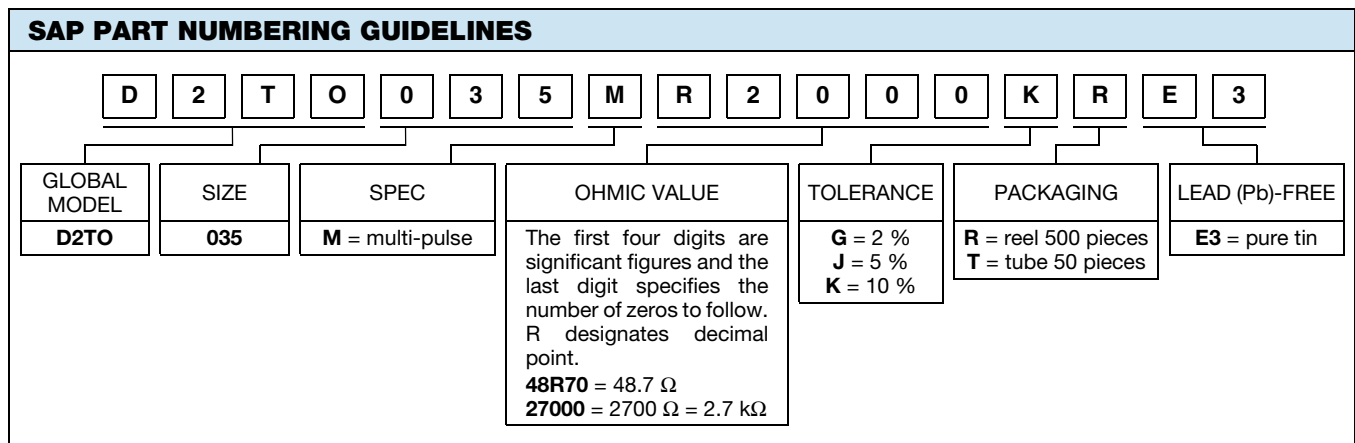 SAP PART NUMBERING GUIDELINES
D 2 T O 0 3 5 M R 2 0 0 0 K R E 3
GLOBAL
MODEL
D2TO
SIZE
035
SPEC
M = multi-pulse
OHMIC VALUE
The first four digits are
significant figures and the
last digit specifies the
number of zeros to follow.
R designates decimal
point.
48R70 = 48.7 Ω
27000 = 2700 Ω = 2.7 kΩ
TOLERANCE
G = 2 %
J = 5 %
K = 10 %
PACKAGING
R = reel 500 pieces
T = tube 50 pieces
LEAD (Pb)-FREE
E3 = pure tin